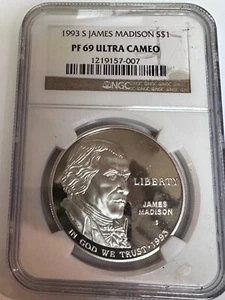 1993 S JAMES MADISON S$1
PF 69 ULTRA CAMEO
1219157-007
NGC
LIBERTY
JAMES
MADISON
S
IN GOD WE TRUST · 1993